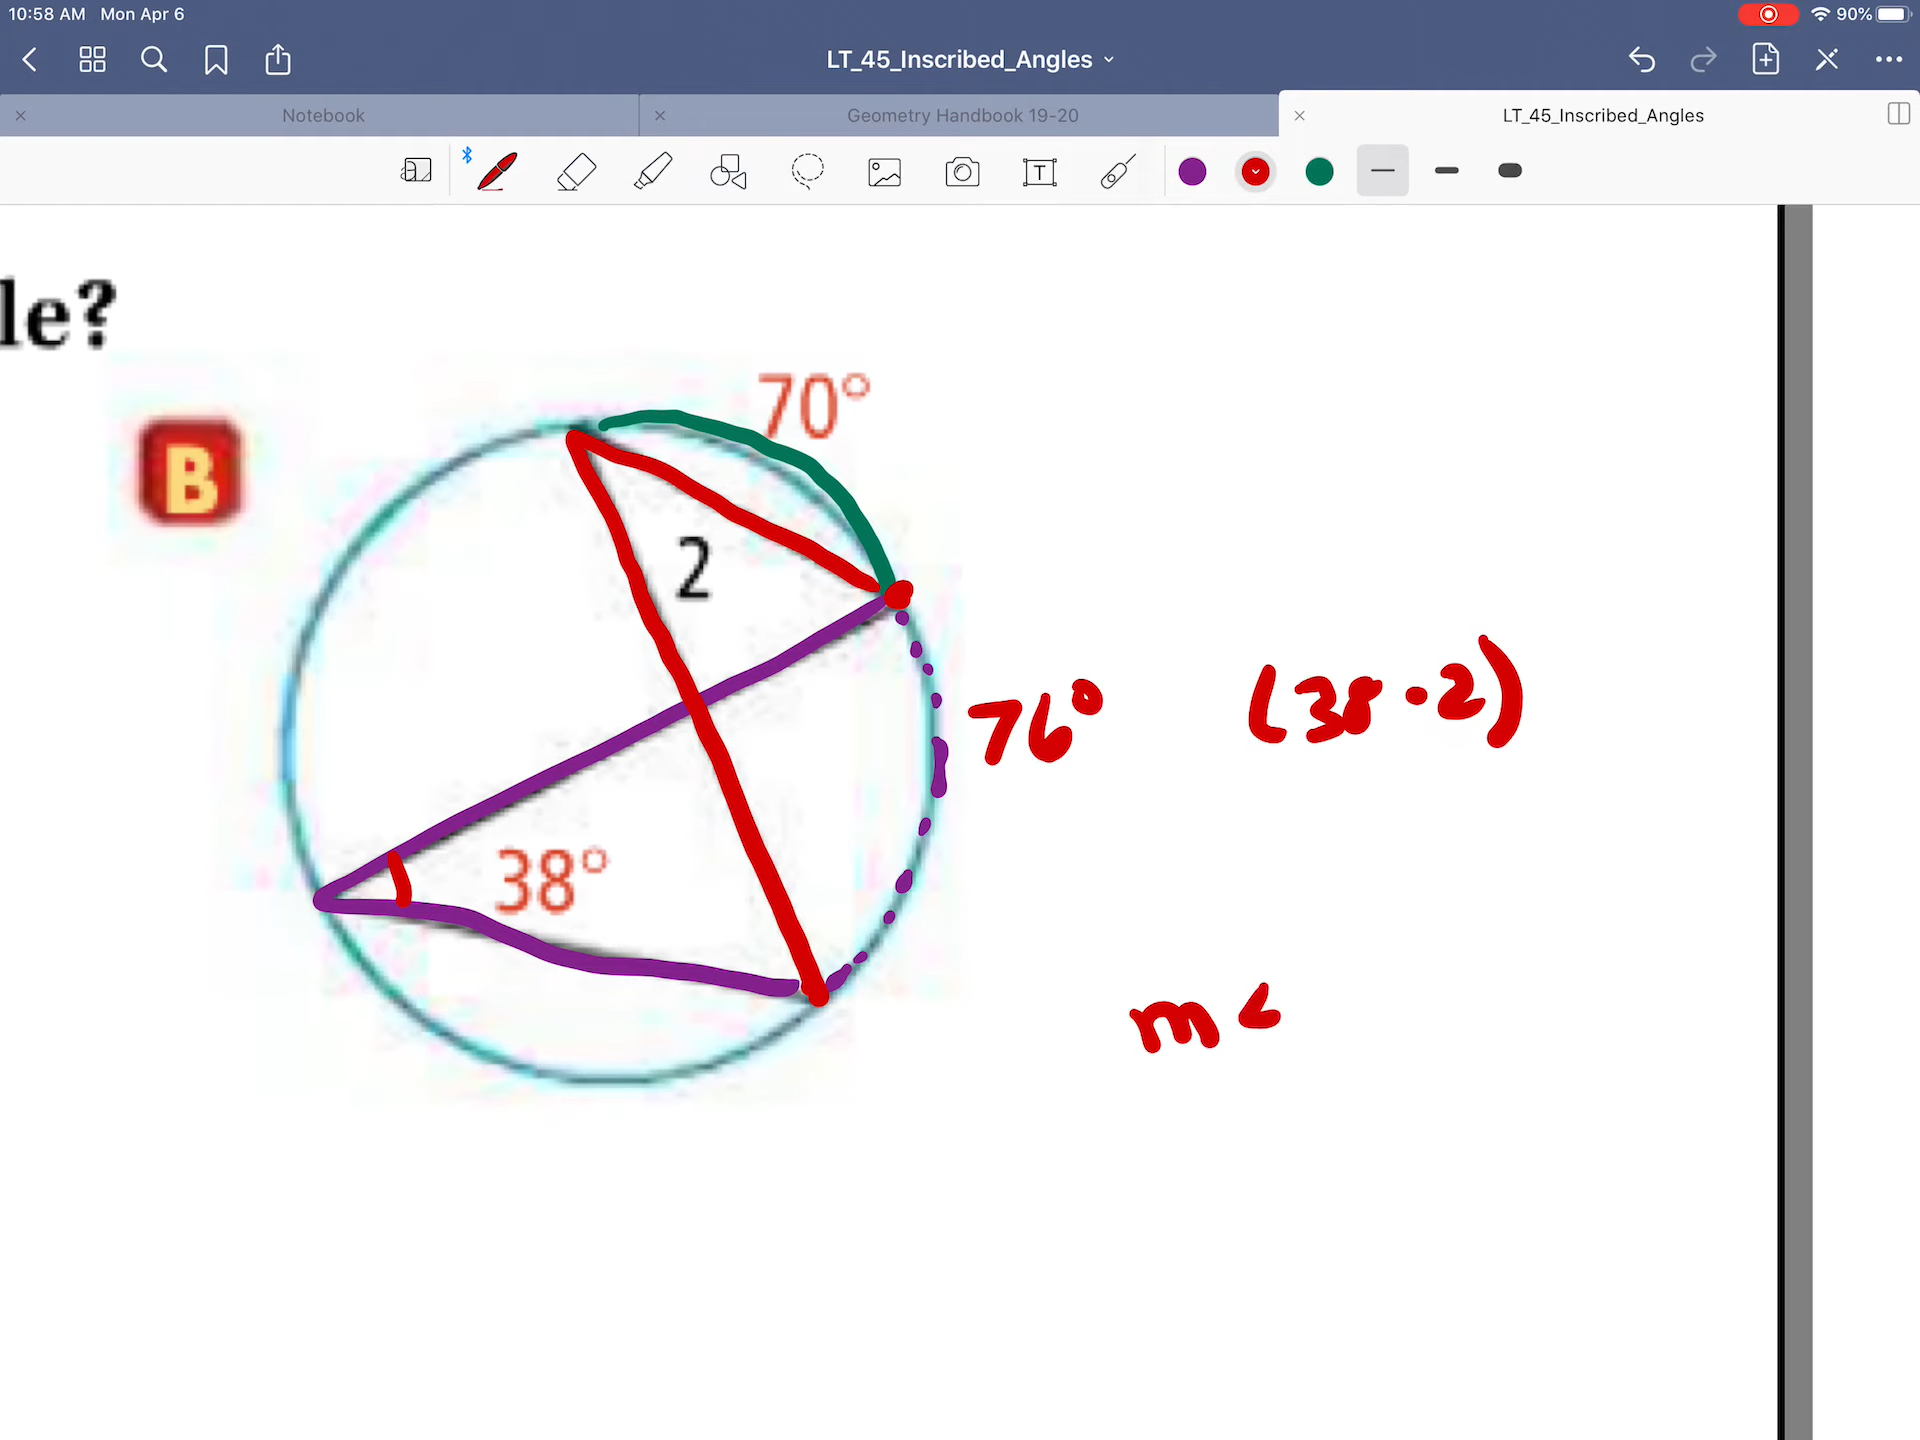 10:58 AM Mon Apr 6
90%
LT_45_Inscribed_Angles
Notebook
Geometry Handbook 19-20
LT_45_Inscribed_Angles
T
le?
70°
B
2
76° (38·2)
38°
m<